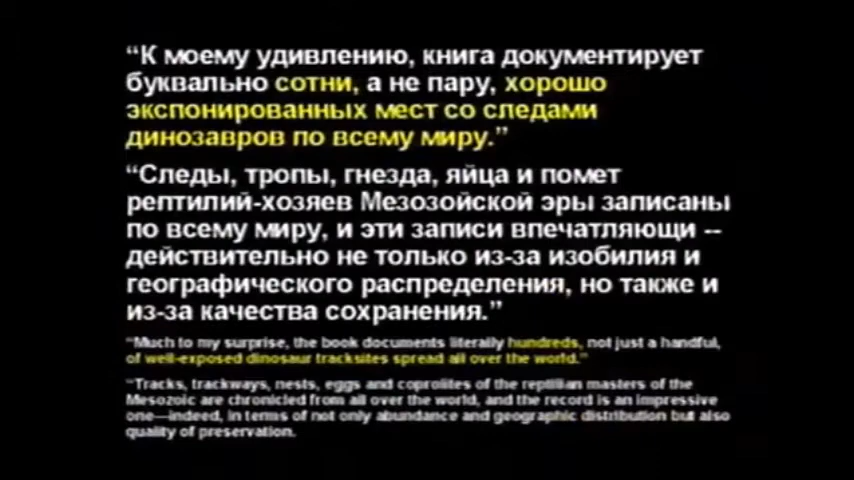 “К моему удивлению, книга документирует
буквально сотни, а не пару, хорошо
экспонированных мест со следами
динозавров по всему миру.”
“Следы, тропы, гнезда, яйца и помет
рептилий-хозяев Мезозойской эры записаны
по всему миру, и эти записи впечатляющи --
действительно не только из-за изобилия и
географического распределения, но также и
из-за качества сохранения.”
“Much to my surprise, the book documents literally hundreds, not just a handful,
of well-exposed dinosaur tracksites spread all over the world.”
“Tracks, trackways, nests, eggs and coprolites of the reptilian masters of the
Mesozoic are chronicled from all over the world, and the record is an impressive
one—indeed, in terms of not only abundance and geographic distribution but also
quality of preservation.